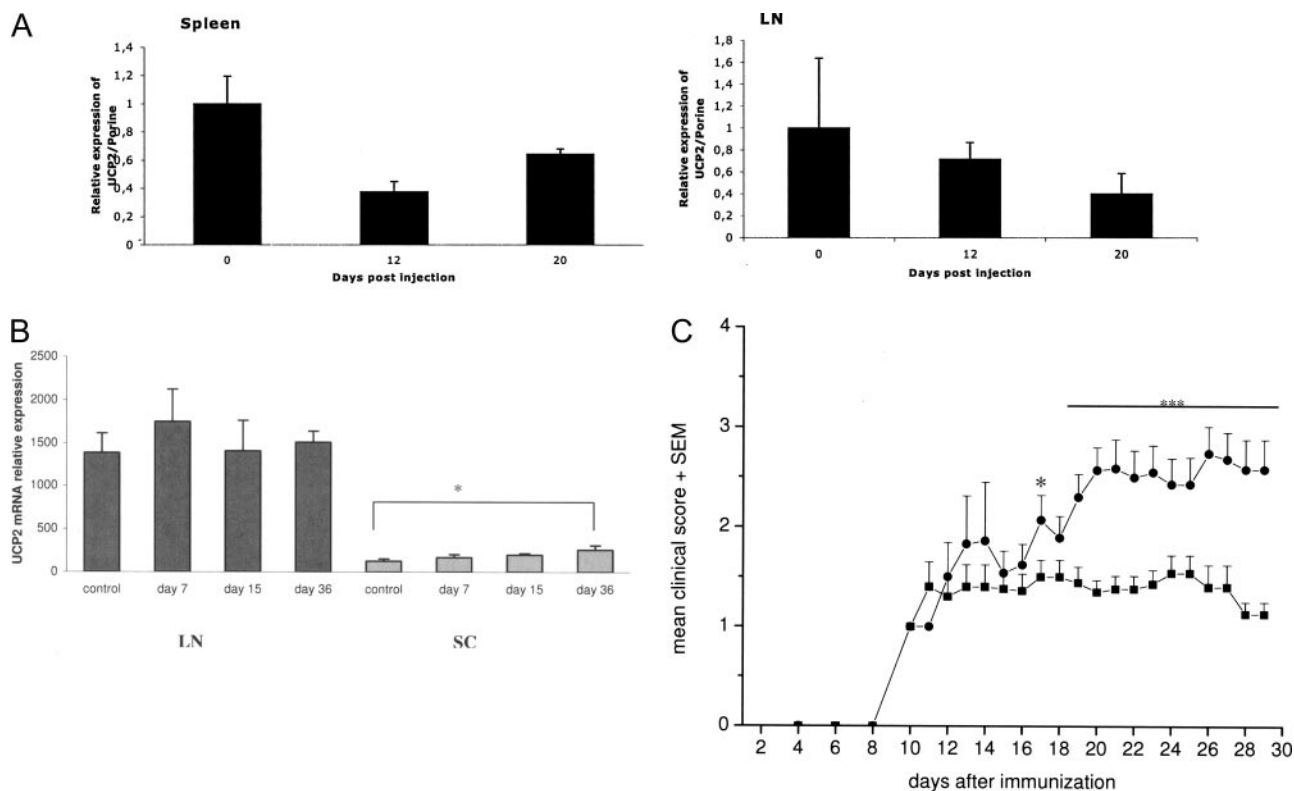 A
Spleen
Relative expression of
UCP2/Porine
1,4
1,2
1
0,8
0,6
0,4
0,2
0
0
12
20
Days post injection
LN
Relative expression of
UCP2/Porine
1,8
1,6
1,4
1,2
1
0,8
0,6
0,4
0,2
0
0
12
20
Days post injection
B
UCP2 mRNA relative expression
2500
2000
1500
1000
500
0
*
control
day 7
day 15
day 36
control
day 7
day 15
day 36
LN
SC
C
mean clinical score + SEM
4
3
2
1
0
***
*
2 4 6 8 10 12 14 16 18 20 22 24 26 28 30
days after immunization